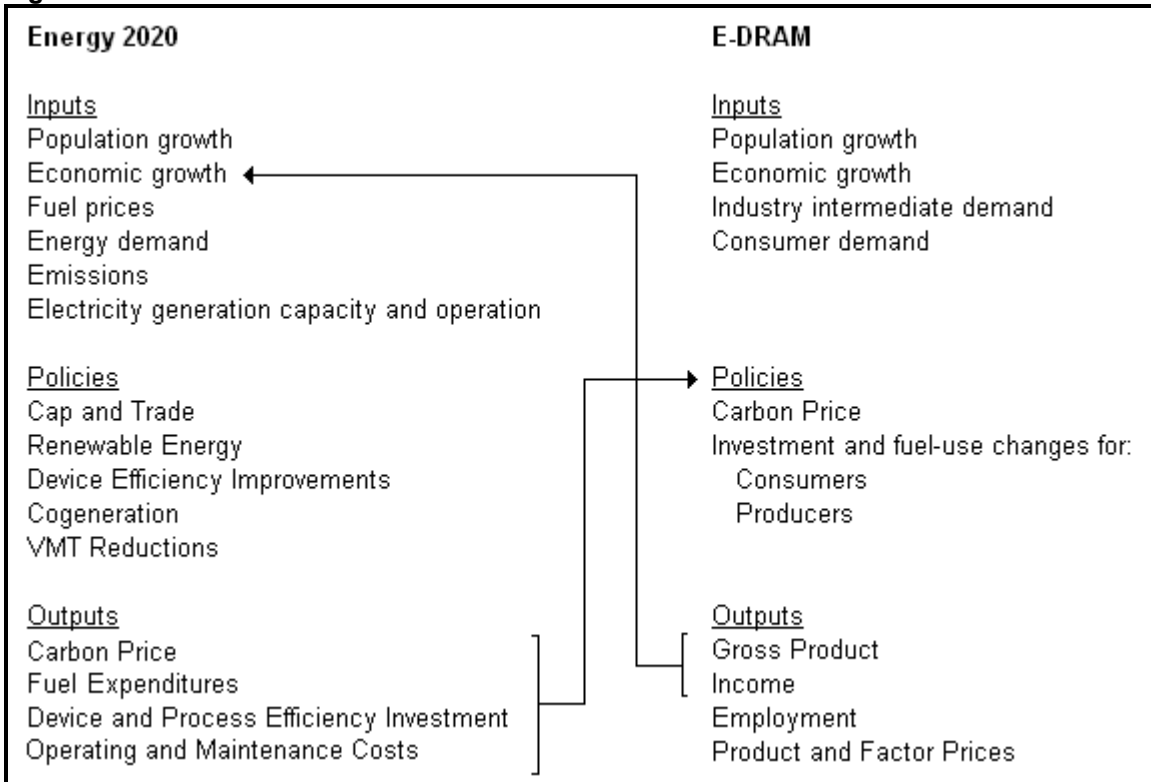 Energy 2020
Inputs
Population growth
Economic growth
Fuel prices
Energy demand
Emissions
Electricity generation capacity and operation
Policies
Cap and Trade
Renewable Energy
Device Efficiency Improvements
Cogeneration
VMT Reductions
Outputs
Carbon Price
Fuel Expenditures
Device and Process Efficiency Investment
Operating and Maintenance Costs
E-DRAM
Inputs
Population growth
Economic growth
Industry intermediate demand
Consumer demand
Policies
Carbon Price
Investment and fuel-use changes for:
Consumers
Producers
Outputs
Gross Product
Income
Employment
Product and Factor Prices